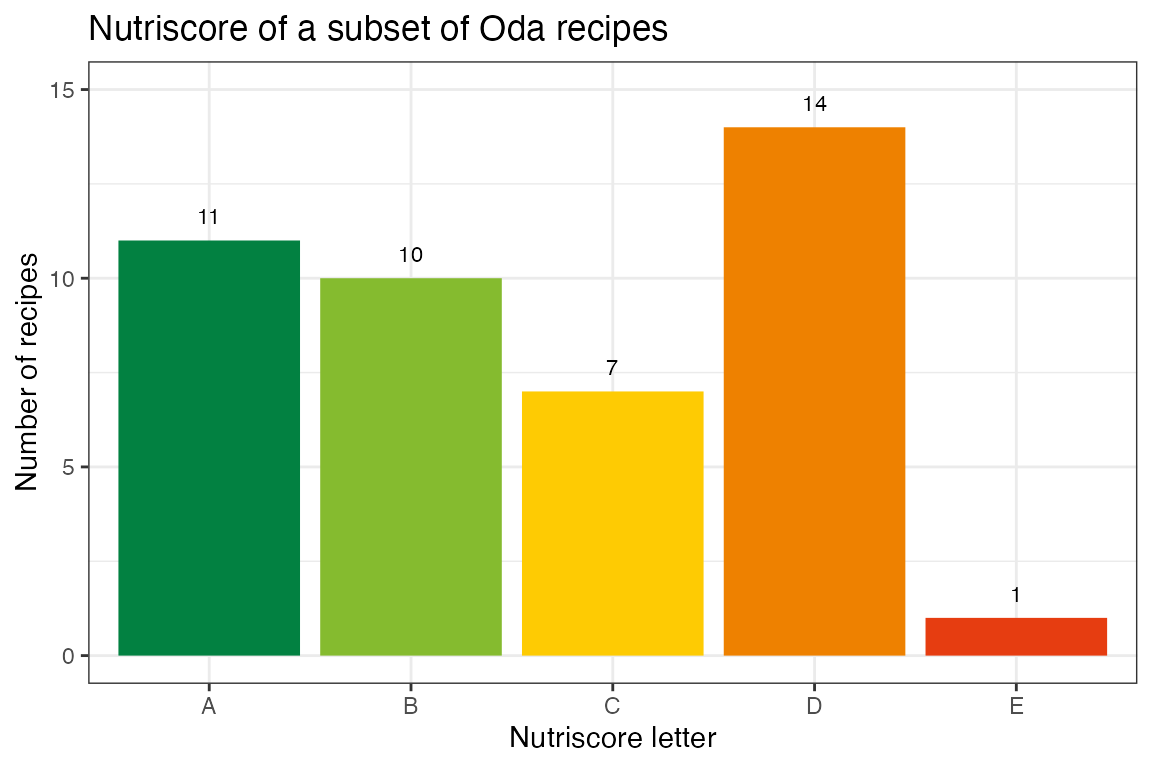 Nutriscore of a subset of Oda recipes
Number of recipes
15
10
5
0
11
10
7
14
1
A
B
C
D
E
Nutriscore letter